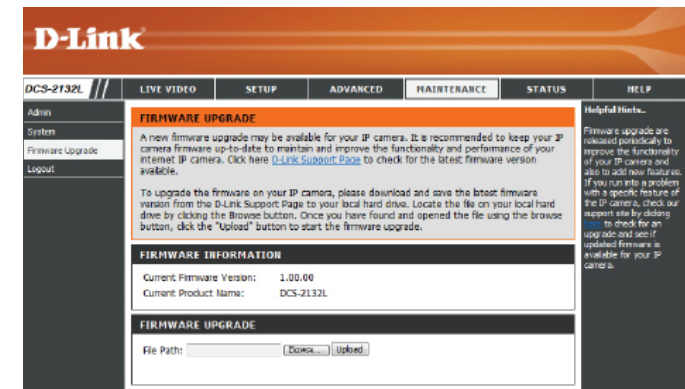 D-Link
DCS-2132L
LIVE VIDEO SETUP ADVANCED MAINTENANCE STATUS HELP
Admin
System
Firmware Upgrade
Logout
FIRMWARE UPGRADE
A new firmware upgrade may be available for your IP camera. It is recommended to keep your IP
camera firmware up-to-date to maintain and improve the functionality and performance of your
internet IP camera. Click here D-Link Support Page to check for the latest firmware version
available.
To upgrade the firmware on your IP camera, please download and save the latest firmware
version from the D-Link Support Page to your local hard drive. Locate the file on your local hard
drive by clicking the Browse button. Once you have found and opened the file using the browse
button, click the "Upload" button to start the firmware upgrade.
FIRMWARE INFORMATION
Current Firmware Version: 1.00.00
Current Product Name: DCS-2132L
FIRMWARE UPGRADE
File Path: Browse... Upload
Helpful Hints..
Firmware upgrade are
released periodically to
improve the functionality
of your IP camera and
also to add new features.
If you run into a problem
with a specific feature of
the IP camera, check our
support site by clicking
to check for an
upgrade and see if
updated firmware is
available for your IP
camera.